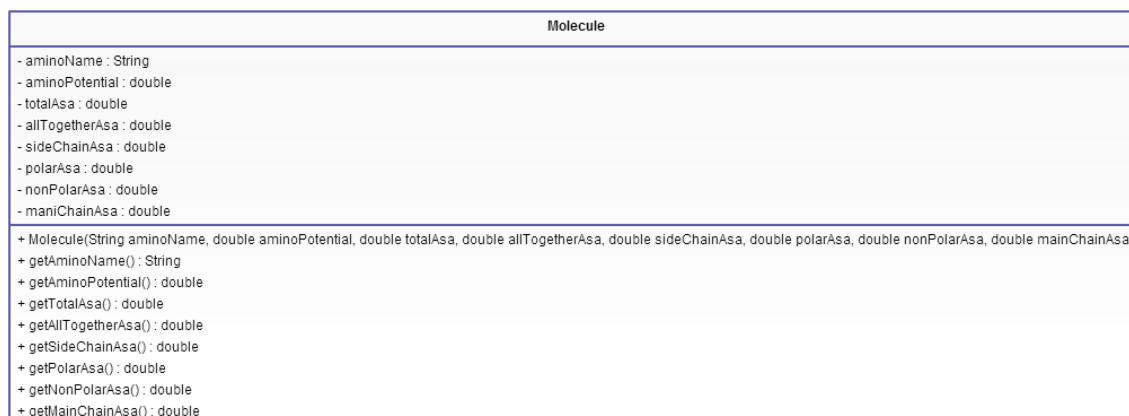 Molecule
- aminoName : String
- aminoPotential : double
- totalAsa : double
- allTogetherAsa : double
- sideChainAsa : double
- polarAsa : double
- nonPolarAsa : double
- maniChainAsa : double
+ Molecule(String aminoName, double aminoPotential, double totalAsa, double allTogetherAsa, double sideChainAsa, double polarAsa, double nonPolarAsa, double mainChainAsa
+ getAminoName() : String
+ getAminoPotential() : double
+ getTotalAsa() : double
+ getAllTogetherAsa() : double
+ getSideChainAsa() : double
+ getPolarAsa() : double
+ getNonPolarAsa() : double
+ getMainChainAsa() : double